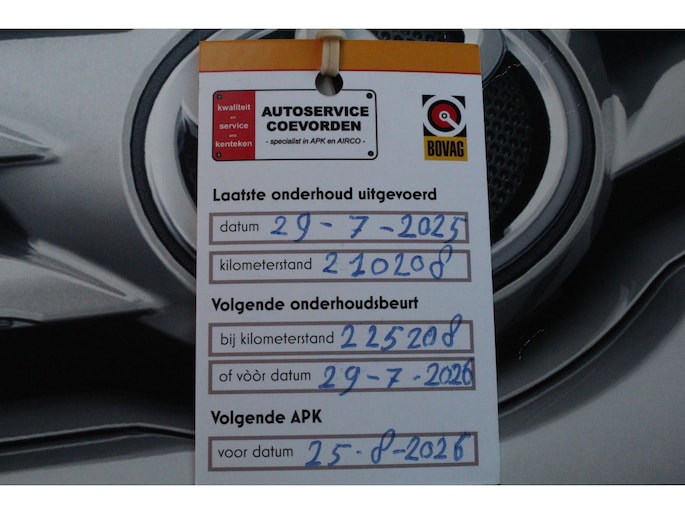 kwaliteit
en
service
ons
kenteken
AUTOSERVICE
COEVORDEN
- specialist in APK en AIRCO -
BOVAG
Laatste onderhoud uitgevoerd
datum 29-7-2025
kilometerstand 210208
Volgende onderhoudsbeurt
bij kilometerstand 225208
of vòòr datum 29-7-2026
Volgende APK
voor datum 25-8-2026